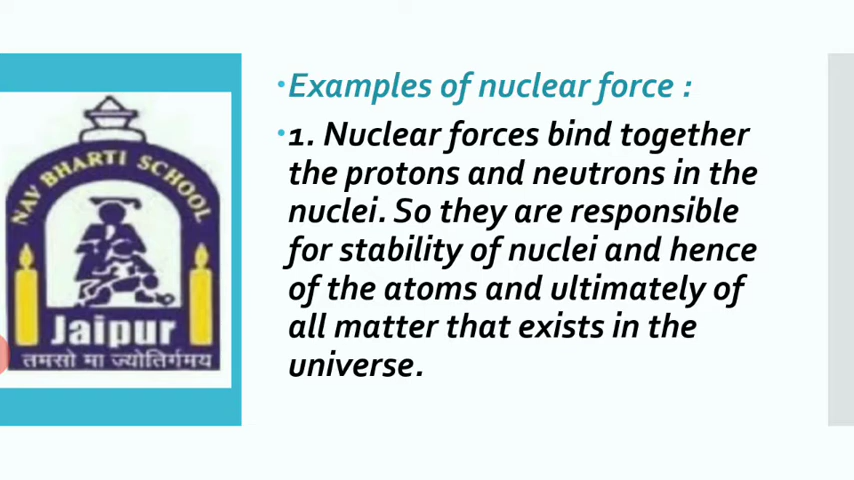 NAV BHARTI SCHOOL
Jaipur
तमसो मा ज्योतिर्गमय
Examples of nuclear force :
1. Nuclear forces bind together
the protons and neutrons in the
nuclei. So they are responsible
for stability of nuclei and hence
of the atoms and ultimately of
all matter that exists in the
universe.